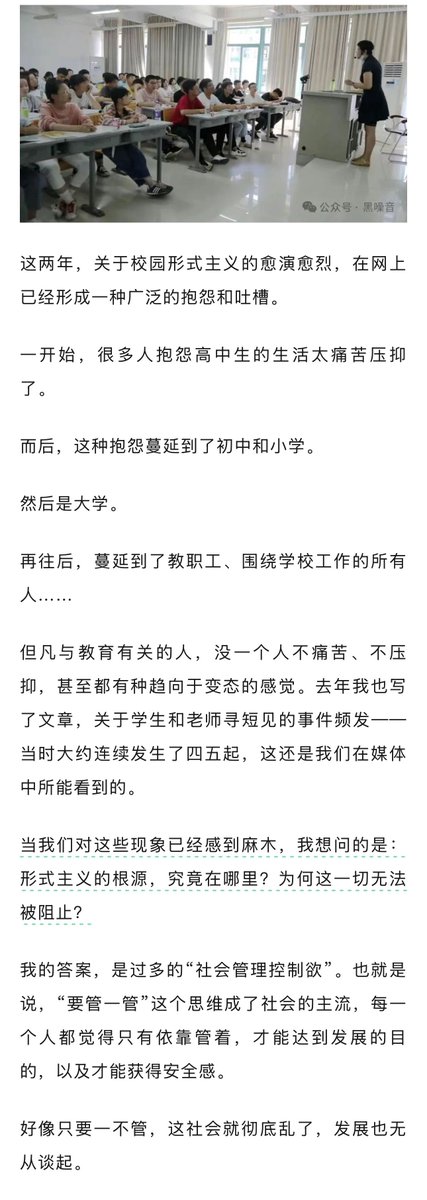 公众号·黑噪音
这两年，关于校园形式主义的愈演愈烈，在网上
已经形成一种广泛的抱怨和吐槽。
一开始，很多人抱怨高中生的生活太痛苦压抑
了。
而后，这种抱怨蔓延到了初中和小学。
然后是大学。
再往后，蔓延到了教职工、围绕学校工作的所有
人……
但凡与教育有关的人，没一个人不痛苦、不压
抑，甚至都有种趋向于变态的感觉。去年我也写
了文章，关于学生和老师寻短见的事件频发——
当时大约连续发生了四五起，这还是我们在媒体
中所能看到的。
当我们对这些现象已经感到麻木，我想问的是：
形式主义的根源，究竟在哪里？为何这一切无法
被阻止？
我的答案，是过多的“社会管理控制欲”。也就是
说，“要管一管”这个思维成了社会的主流，每一
个人都觉得只有依靠管着，才能达到发展的目
的，以及才能获得安全感。
好像只要一不管，这社会就彻底乱了，发展也无
从谈起。